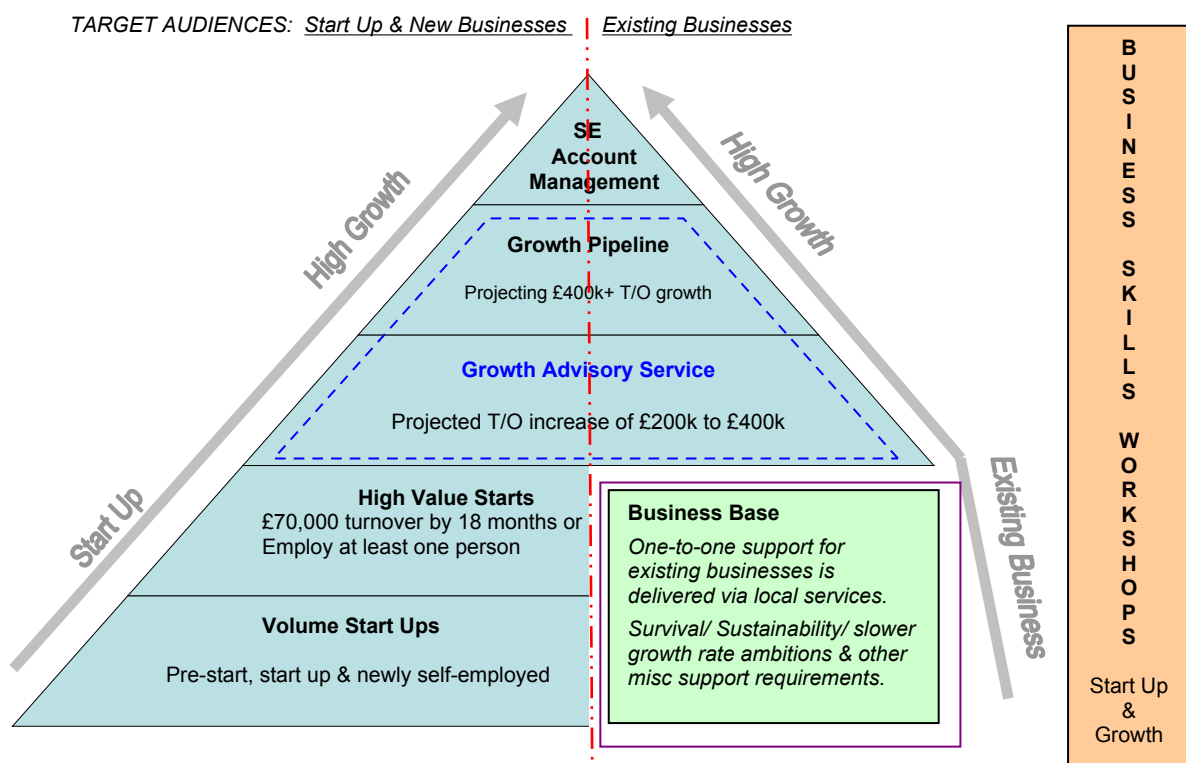 TARGET AUDIENCES: Start Up & New Businesses Existing Businesses
SE
Account
Management
High Growth
High Growth
Growth Pipeline
Projecting £400k+ T/O growth
Growth Advisory Service
Projected T/O increase of £200k to £400k
Start Up
High Value Starts
£70,000 turnover by 18 months or
Employ at least one person
Volume Start Ups
Pre-start, start up & newly self-employed
Business Base
One-to-one support for
existing businesses is
delivered via local services.
Survival/ Sustainability/ slower
growth rate ambitions & other
misc support requirements.
Existing Business
BUSINESS SKILLS WORKSHOPS
Start Up
&
Growth